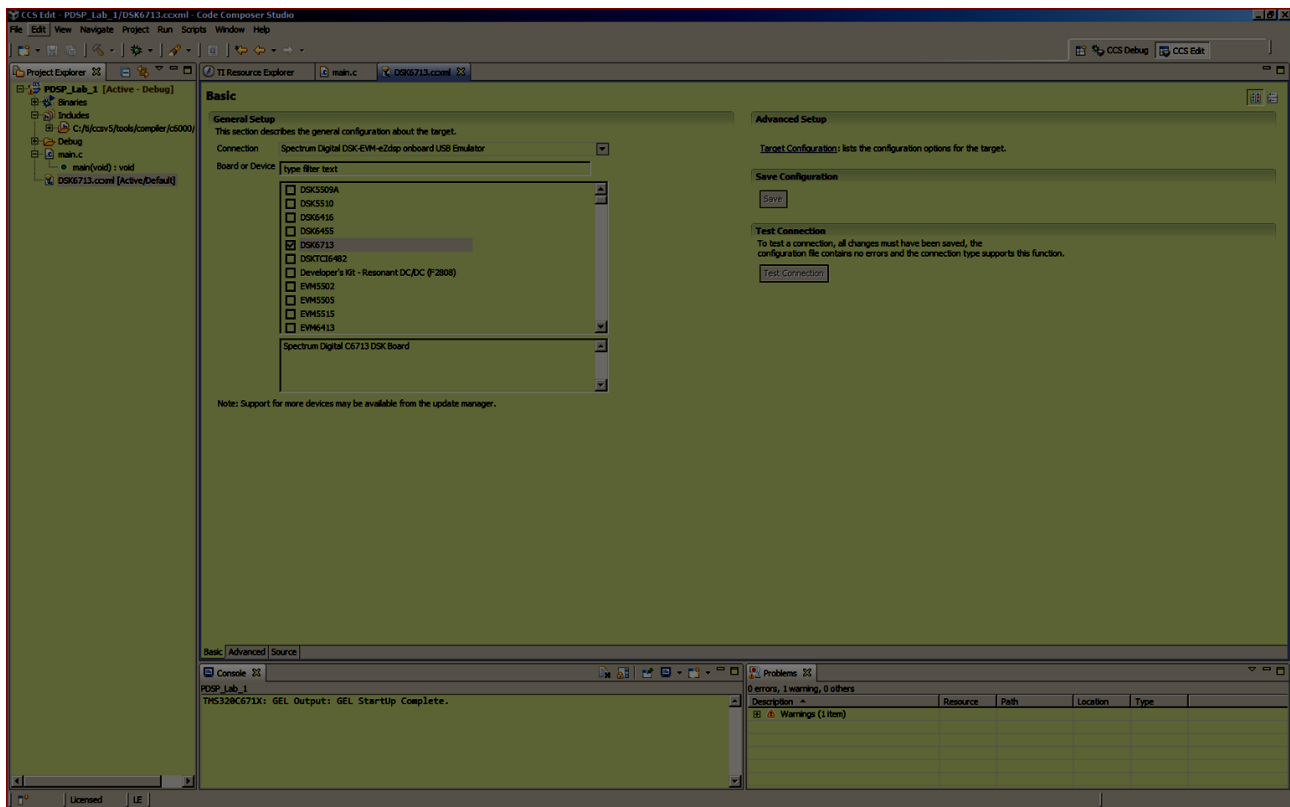 CCS Edit - PDSP_Lab_1/DSK6713.ccxml - Code Composer Studio
File Edit View Navigate Project Run Scripts Window Help
CCS Debug CCS Edit
Project Explorer
PDSP_Lab_1 [Active - Debug]
Binaries
Includes
C:/ti/ccsv5/tools/compiler/c6000/
Debug
main.c
main(void) : void
DSK6713.ccxml [Active/Default]
TI Resource Explorer main.c DSK6713.ccxml
Basic
General Setup
This section describes the general configuration about the target.
Connection Spectrum Digital DSK-EVM-eZdsp onboard USB Emulator
Board or Device type filter text
DSK5509A
DSK5510
DSK6416
DSK6455
DSK6713
DSKTCI6482
Developer's Kit - Resonant DC/DC (F2808)
EVM5502
EVM5505
EVM5515
EVM6413
Spectrum Digital C6713 DSK Board
Note: Support for more devices may be available from the update manager.
Advanced Setup
Target Configuration: lists the configuration options for the target.
Save Configuration
Save
Test Connection
To test a connection, all changes must have been saved, the
configuration file contains no errors and the connection type supports this function.
Test Connection
Basic Advanced Source
Console
PDSP_Lab_1
TMS320C671X: GEL Output: GEL StartUp Complete.
Problems
0 errors, 1 warning, 0 others
Description Resource Path Location Type
Warnings (1 item)
Licensed LE